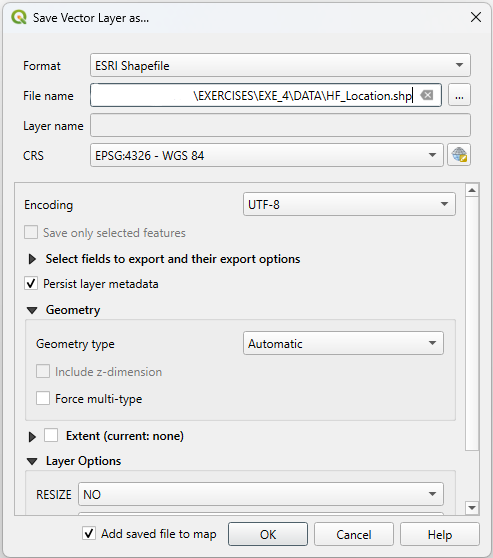 Save Vector Layer as...
Format ESRI Shapefile
File name \EXERCISES\EXE_4\DATA\HF_Location.shp ...
Layer name
CRS EPSG:4326 - WGS 84
Encoding UTF-8
Save only selected features
Select fields to export and their export options
Persist layer metadata
Geometry
Geometry type Automatic
Include z-dimension
Force multi-type
Extent (current: none)
Layer Options
RESIZE NO
Add saved file to map OK Cancel Help